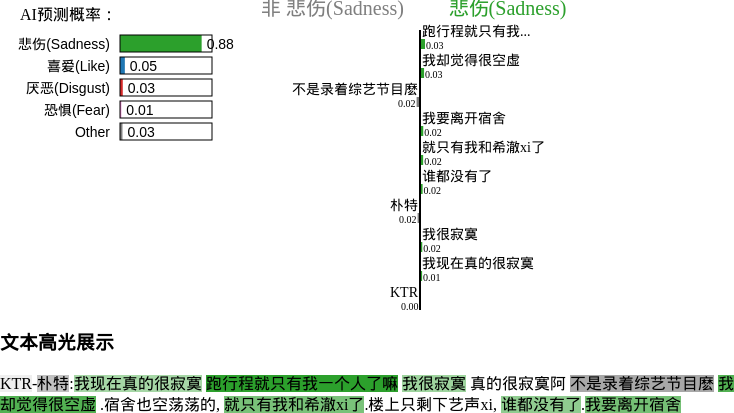 AI预测概率：
悲伤(Sadness) 0.88
喜爱(Like) 0.05
厌恶(Disgust) 0.03
恐惧(Fear) 0.01
Other 0.03
非 悲伤(Sadness) 悲伤(Sadness)
跑行程就只有我...
0.03
我却觉得很空虚
0.03
不是录着综艺节目麽
0.02
我要离开宿舍
0.02
就只有我和希澈xi了
0.02
谁都没有了
0.02
朴特
0.02
我很寂寞
0.02
我现在真的很寂寞
0.01
KTR
0.00
文本高光展示
KTR-朴特:我现在真的很寂寞 跑行程就只有我一个人了嘛 我很寂寞 真的很寂寞阿 不是录着综艺节目麽 我
却觉得很空虚 .宿舍也空荡荡的, 就只有我和希澈xi了.楼上只剩下艺声xi, 谁都没有了.我要离开宿舍